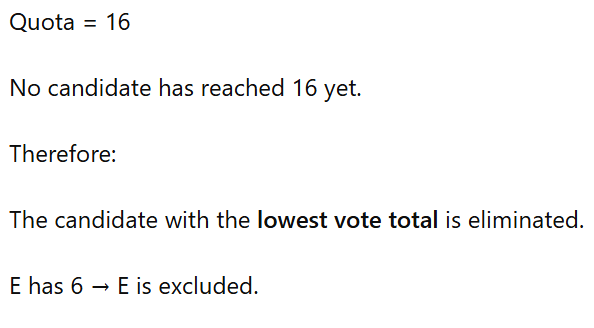 Quota = 16
No candidate has reached 16 yet.
Therefore:
The candidate with the lowest vote total is eliminated.
E has 6 → E is excluded.